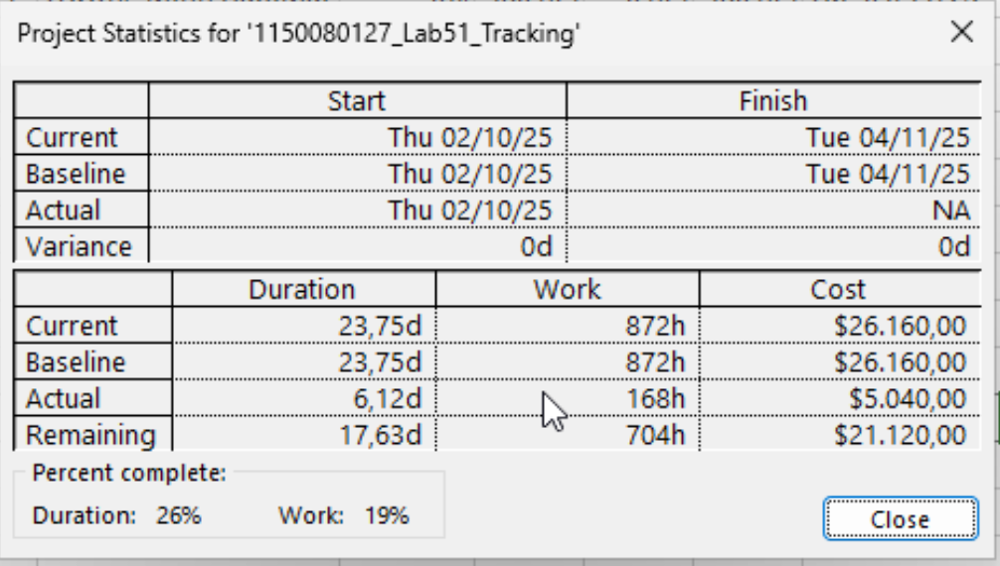 Project Statistics for '1150080127_Lab51_Tracking'
Start Finish
Current Thu 02/10/25 Tue 04/11/25
Baseline Thu 02/10/25 Tue 04/11/25
Actual Thu 02/10/25 NA
Variance 0d 0d
Duration Work Cost
Current 23,75d 872h $26.160,00
Baseline 23,75d 872h $26.160,00
Actual 6,12d 168h $5.040,00
Remaining 17,63d 704h $21.120,00
Percent complete:
Duration: 26% Work: 19%
Close